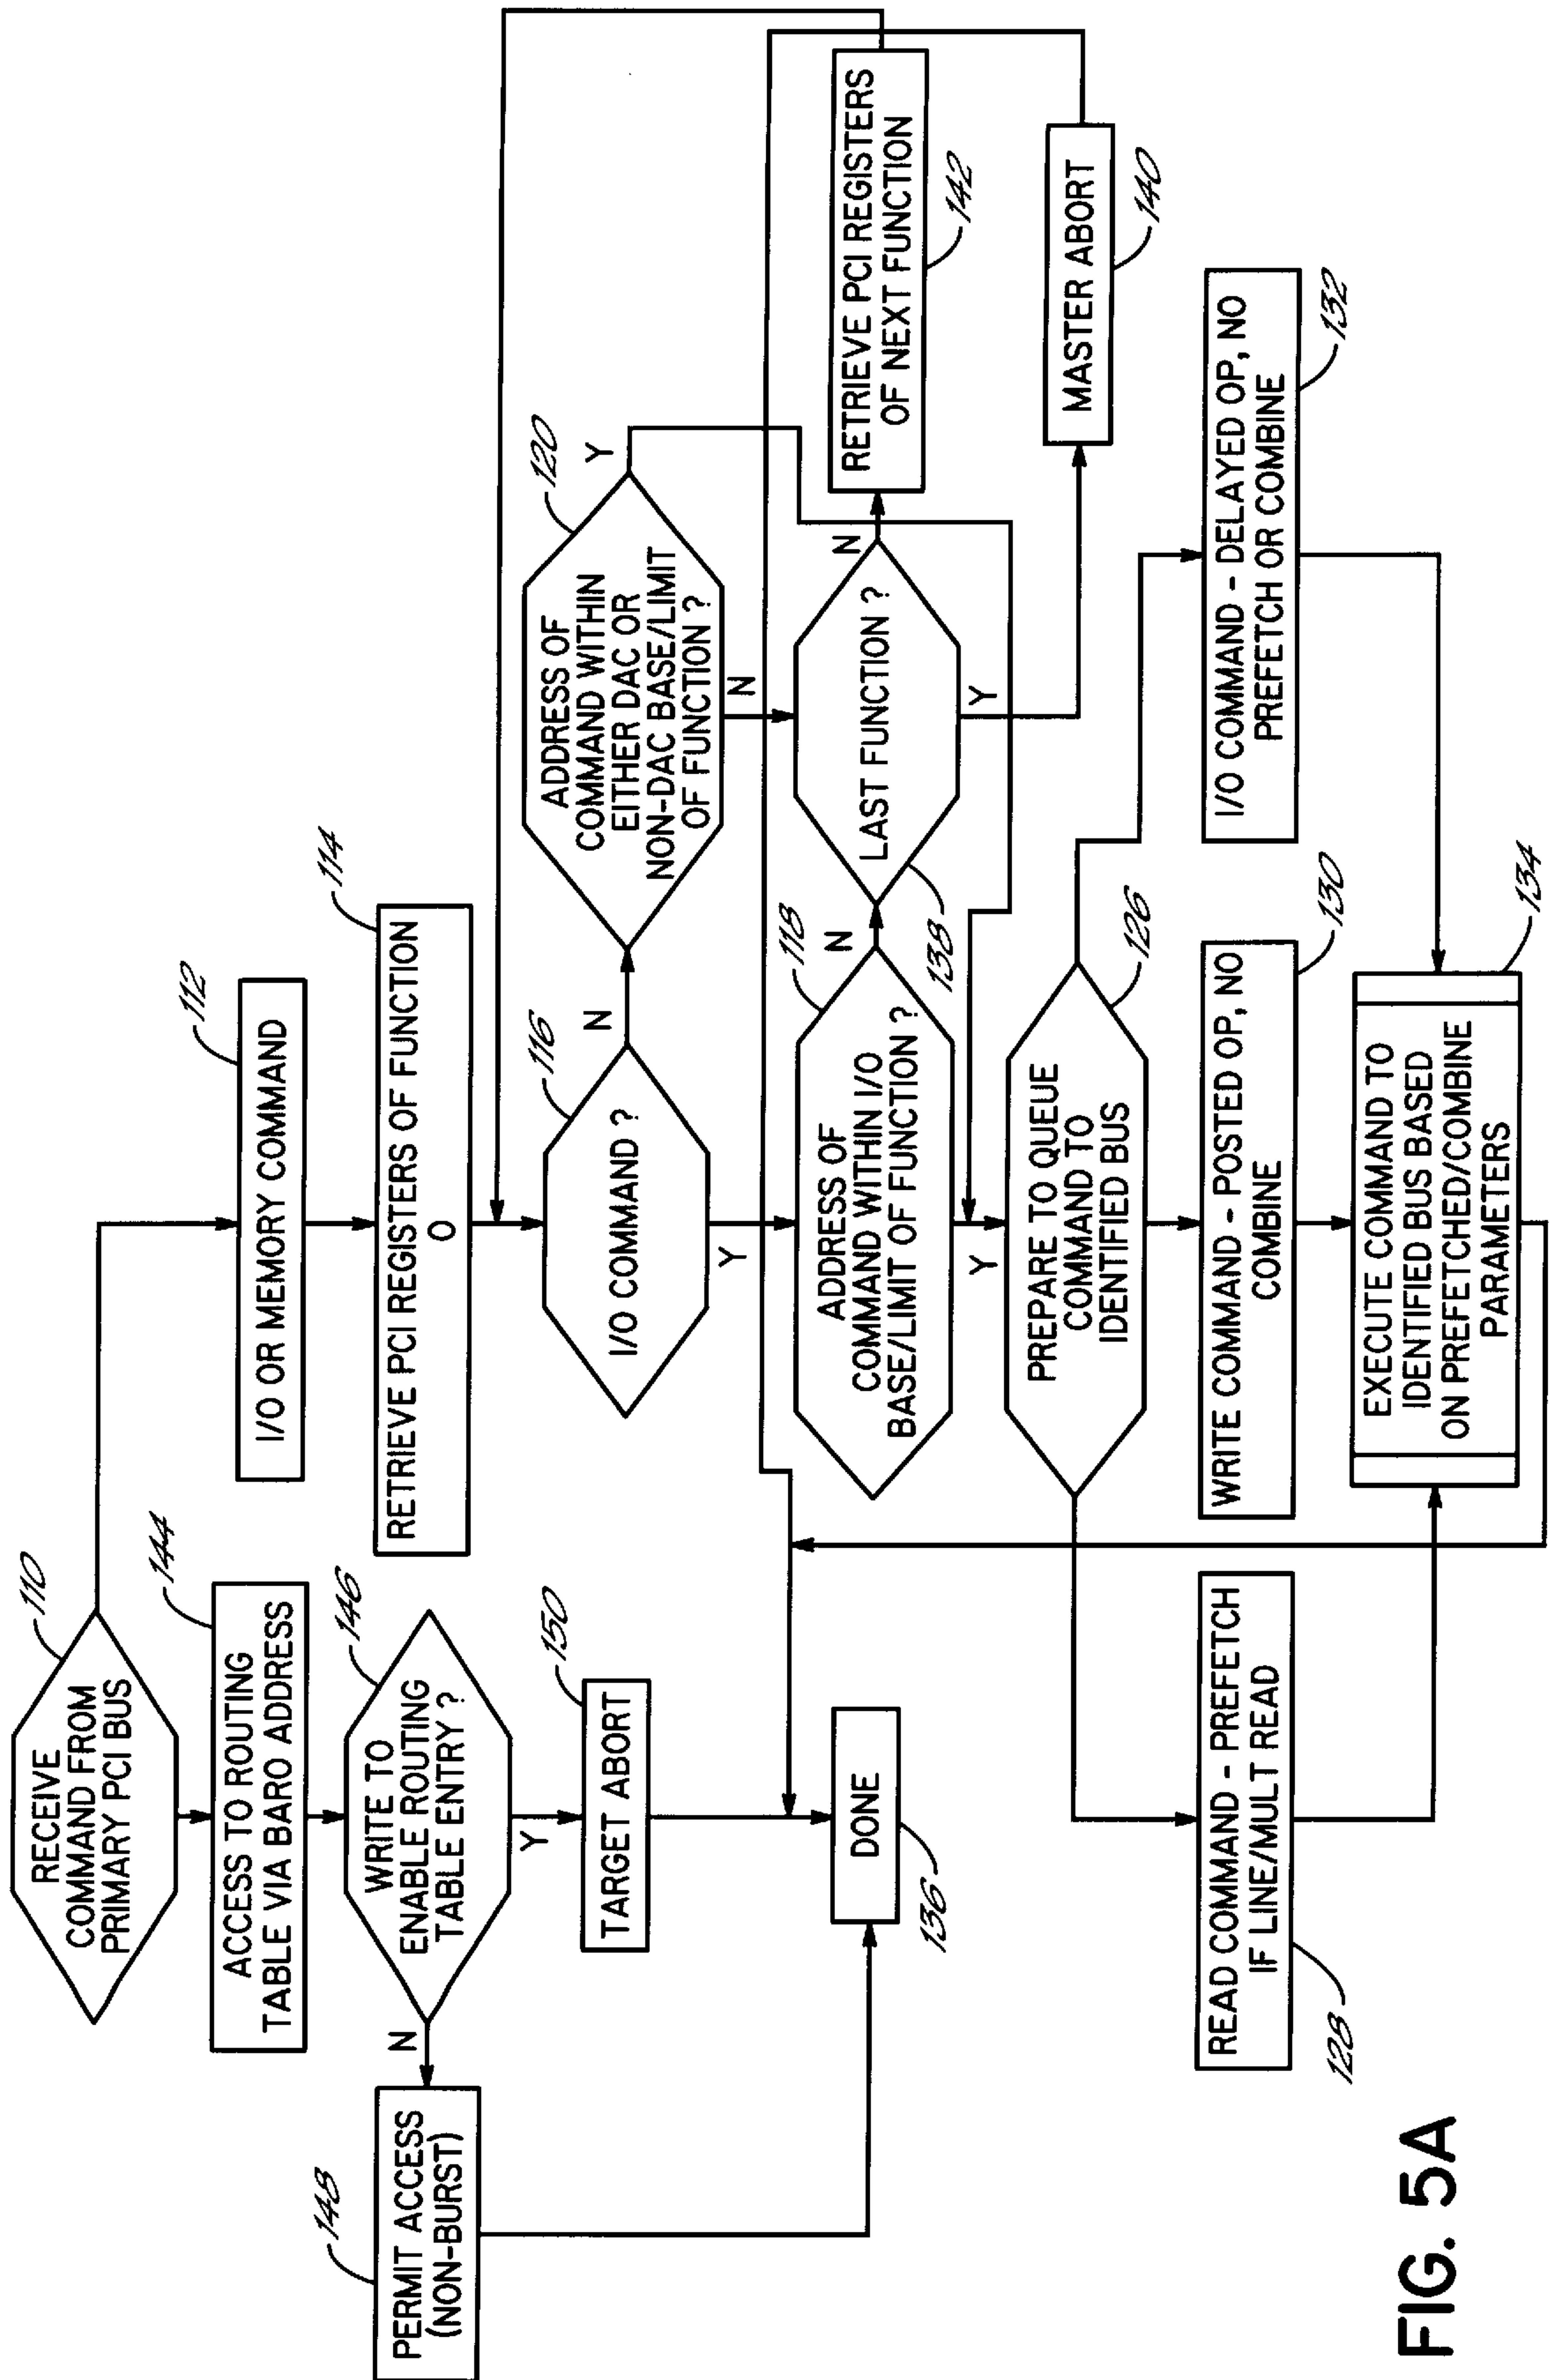 RECEIVE
COMMAND FROM
PRIMARY PCI BUS
110
ACCESS TO ROUTING
TABLE VIA BARO ADDRESS
144
WRITE TO
ENABLE ROUTING
TABLE ENTRY ?
146
N
Y
PERMIT ACCESS
(NON-BURST)
148
TARGET ABORT
150
DONE
136
I/O OR MEMORY COMMAND
112
RETRIEVE PCI REGISTERS OF FUNCTION
0
114
I/O COMMAND ?
116
N
Y
ADDRESS OF
COMMAND WITHIN
EITHER DAC OR
NON-DAC BASE/LIMIT
OF FUNCTION ?
120
Y
N
ADDRESS OF
COMMAND WITHIN I/O
BASE/LIMIT OF FUNCTION ?
118
N
Y
LAST FUNCTION ?
138
N
Y
RETRIEVE PCI REGISTERS
OF NEXT FUNCTION
142
MASTER ABORT
140
PREPARE TO QUEUE
COMMAND TO
IDENTIFIED BUS
126
READ COMMAND - PREFETCH
IF LINE/MULT READ
128
WRITE COMMAND - POSTED OP, NO
COMBINE
130
I/O COMMAND - DELAYED OP, NO
PREFETCH OR COMBINE
132
EXECUTE COMMAND TO
IDENTIFIED BUS BASED
ON PREFETCHED/COMBINE
PARAMETERS
134
FIG. 5A